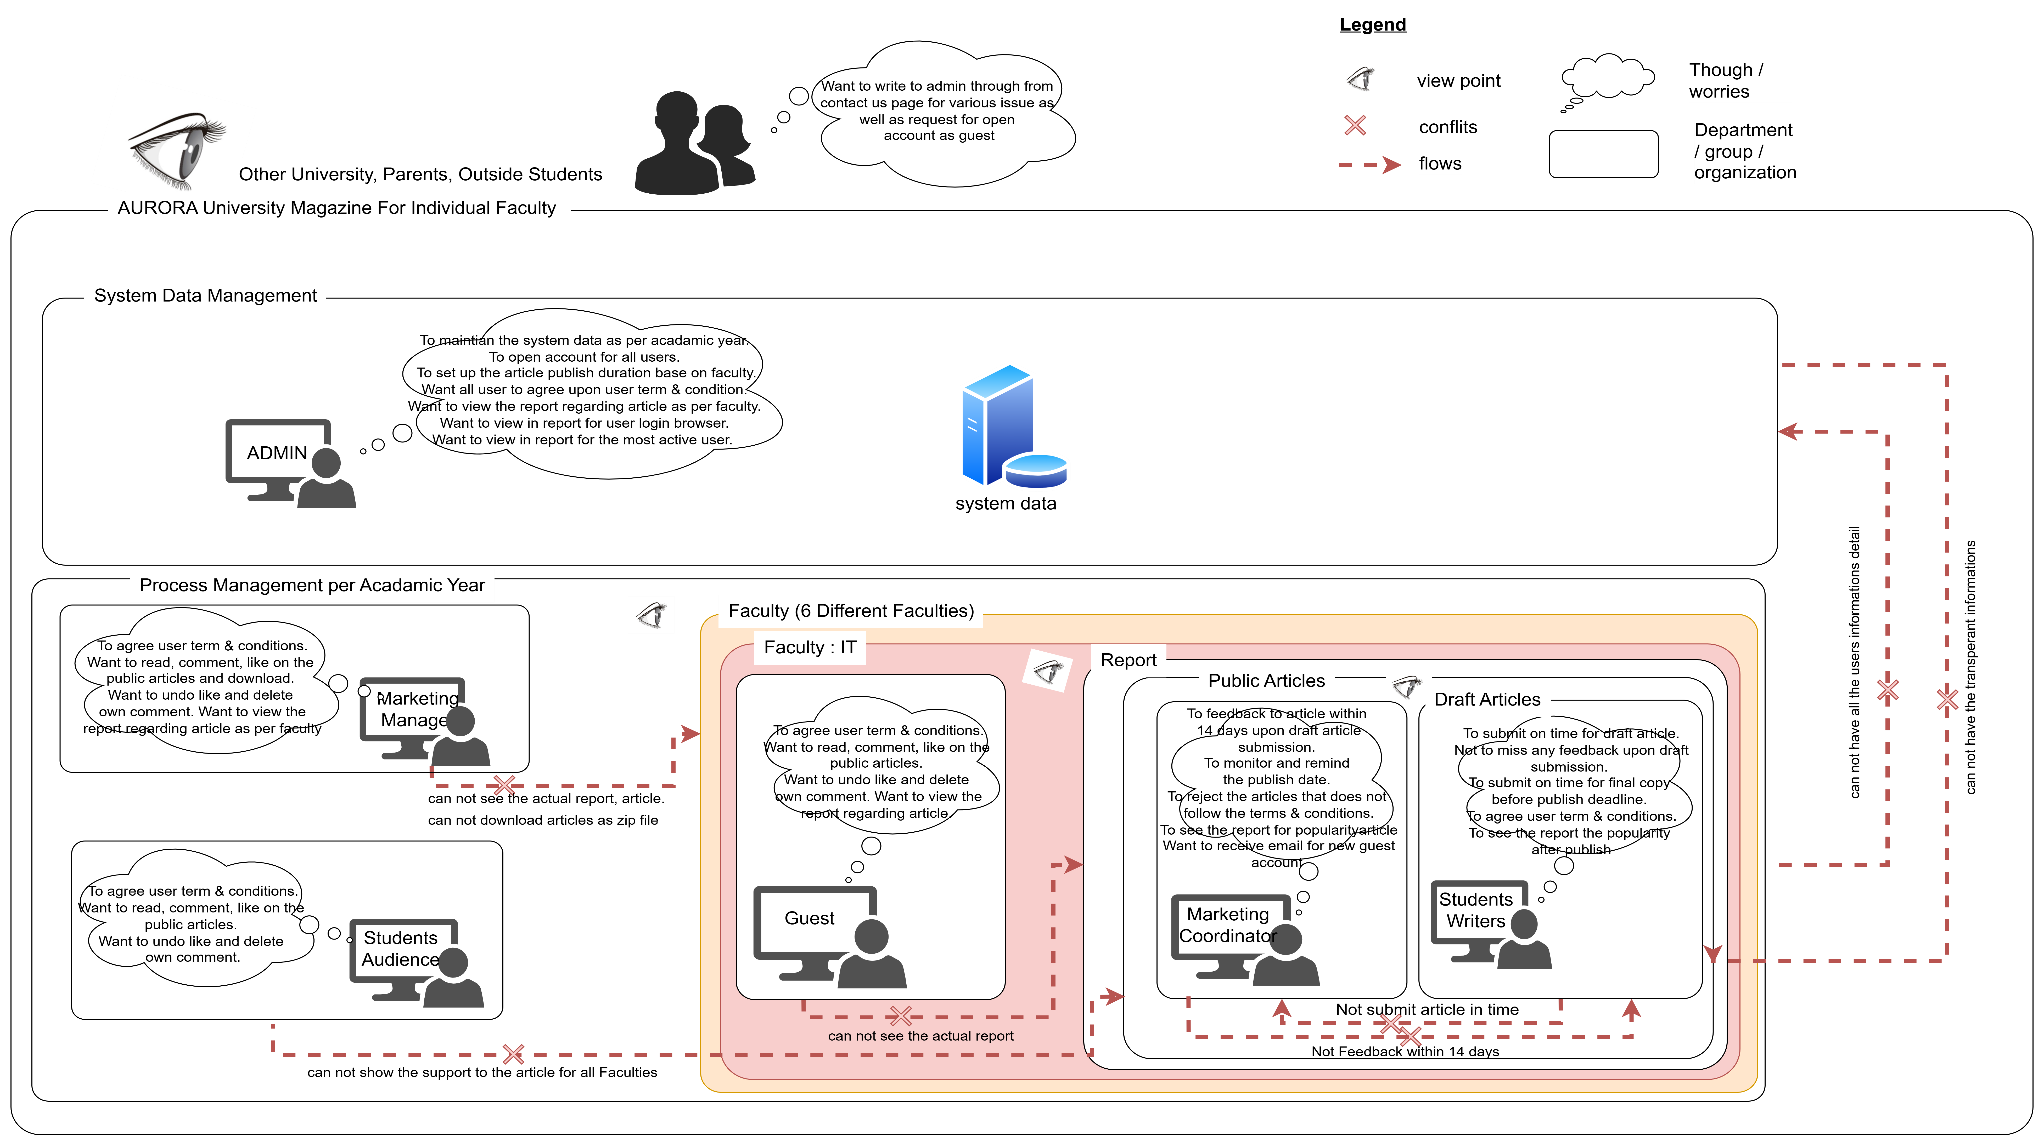 Legend
view point
conflits
flows
Though /
worries
Department
/ group /
organization
Want to write to admin through from
contact us page for various issue as
well as request for open
account as guest
Other University, Parents, Outside Students
AURORA University Magazine For Individual Faculty
System Data Management
To maintian the system data as per acadamic year.
To open account for all users.
To set up the article publish duration base on faculty.
Want all user to agree upon user term & condition.
Want to view the report regarding article as per faculty.
Want to view in report for user login browser.
Want to view in report for the most active user.
ADMIN
system data
can not have all the users informations detail
can not have the transperant informations
Process Management per Acadamic Year
To agree user term & conditions.
Want to read, comment, like on the
public articles and download.
Want to undo like and delete
own comment. Want to view the
report regarding article as per faculty
Marketing
Manage
can not see the actual report, article.
can not download articles as zip file
To agree user term & conditions.
Want to read, comment, like on the
public articles.
Want to undo like and delete
own comment.
Students
Audience
can not show the support to the article for all Faculties
Faculty (6 Different Faculties)
Faculty : IT
To agree user term & conditions.
Want to read, comment, like on the
public articles.
Want to undo like and delete
own comment. Want to view the
report regarding article.
Guest
can not see the actual report
Report
Public Articles
To feedback to article within
14 days upon draft article
submission.
To monitor and remind
the publish date.
To reject the articles that does not
follow the terms & conditions.
To see the report for popularityarticle
Want to receive email for new guest
account
Marketing
Coordinator
Draft Articles
To submit on time for draft article.
Not to miss any feedback upon draft
submission.
To submit on time for final copy
before publish deadline.
To agree user term & conditions.
To see the report the popularity
after publish
Students
Writers
Not submit article in time
Not Feedback within 14 days